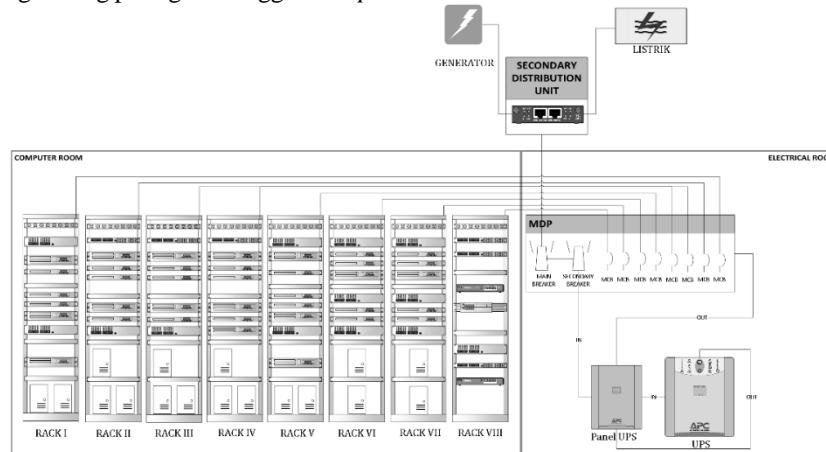 GENERATOR
LISTRIK
SECONDARY
DISTRIBUTION
UNIT
COMPUTER ROOM
ELECTRICAL ROO
MDP
MAIN
BREAKER
SECONDARY
BREAKER
MCB MCB MCB MCB MCB MCB MCB MCB
OUT
IN
IN
OUT
APC
APC
Panel UPS
UPS
RACK I RACK II RACK III RACK IV RACK V RACK VI RACK VII RACK VIII